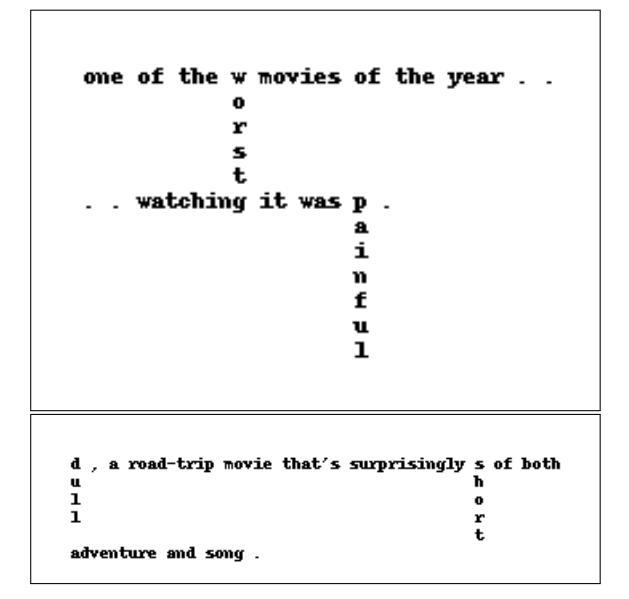 one of the w movies of the year . .
o
r
s
t
. . watching it was p .
a
i
n
f
u
l
d , a road-trip movie that's surprisingly s of both
u h
l o
l r
t
adventure and song .